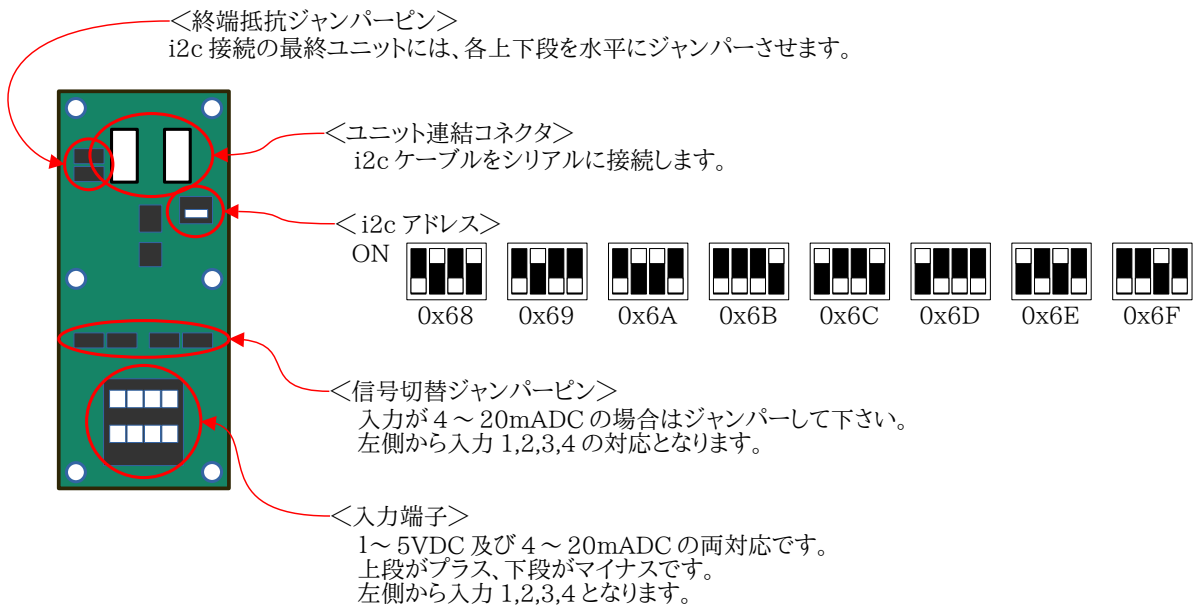 ＜終端抵抗ジャンパーピン＞
i2c 接続の最終ユニットには、各上下段を水平にジャンパーさせます。
＜ユニット連結コネクタ＞
i2c ケーブルをシリアルに接続します。
＜i2c アドレス＞
ON
0x68 0x69 0x6A 0x6B 0x6C 0x6D 0x6E 0x6F
＜信号切替ジャンパーピン＞
入力が 4～20mADC の場合はジャンパーして下さい。
左側から入力 1,2,3,4 の対応となります。
＜入力端子＞
1～5VDC 及び 4～20mADC の両対応です。
上段がプラス、下段がマイナスです。
左側から入力 1,2,3,4 となります。